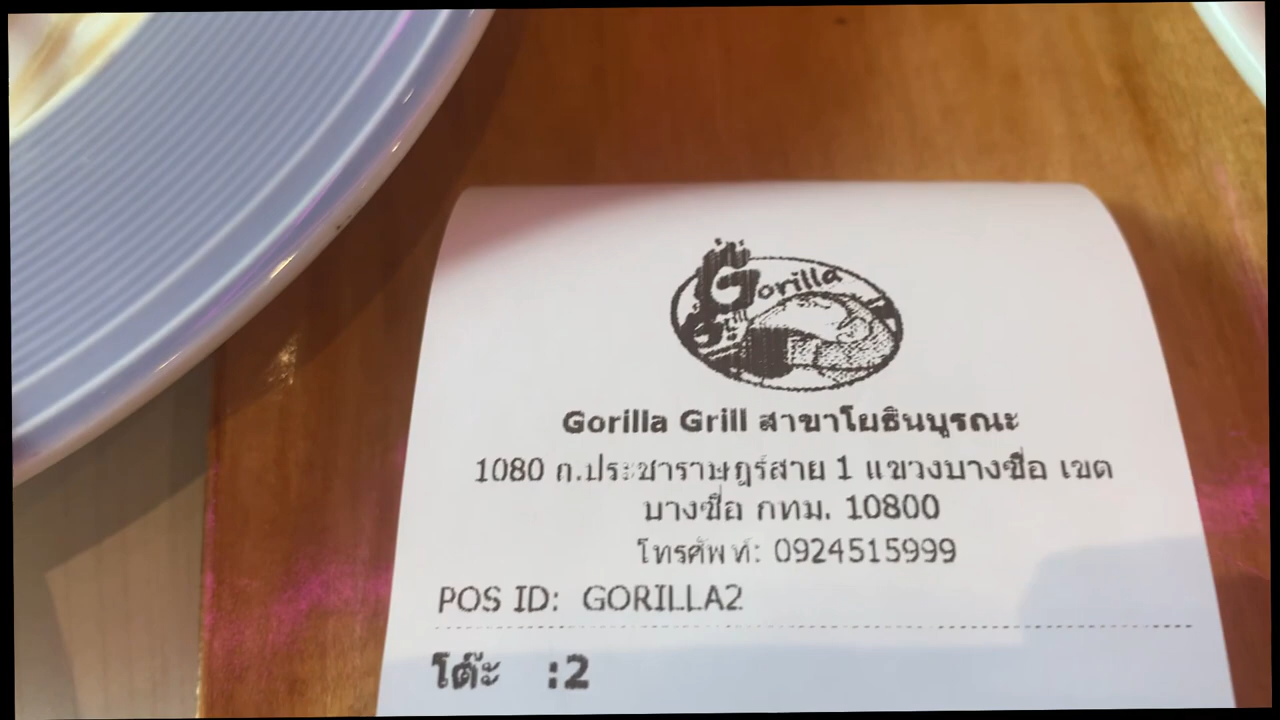 Gorilla
Grill
Gorilla Grill สาขาโยธินบูรณะ
1080 ถ.ประชาราษฎร์สาย 1 แขวงบางซื่อ เขต
บางซื่อ กทม. 10800
โทรศัพท์: 0924515999
POS ID: GORILLA2
โต๊ะ :2